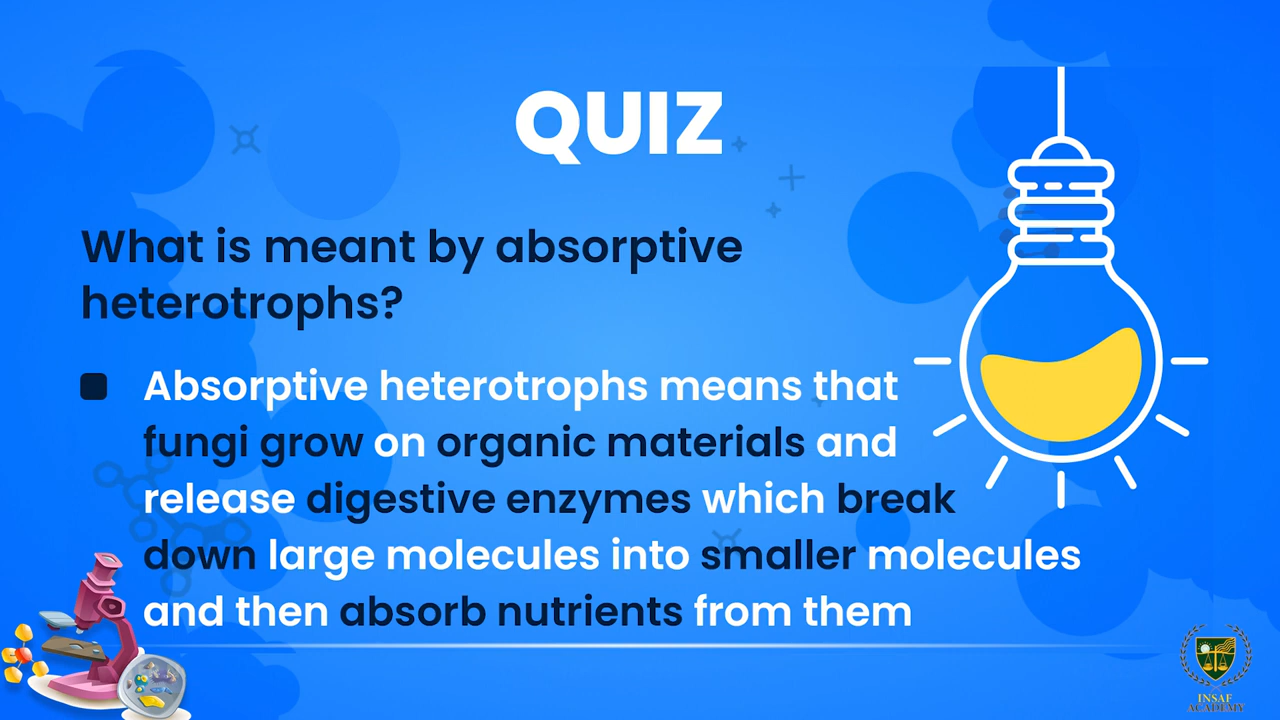 QUIZ
What is meant by absorptive
heterotrophs?
Absorptive heterotrophs means that
fungi grow on organic materials and
release digestive enzymes which break
down large molecules into smaller molecules
and then absorb nutrients from them
INSAF
ACADEMY